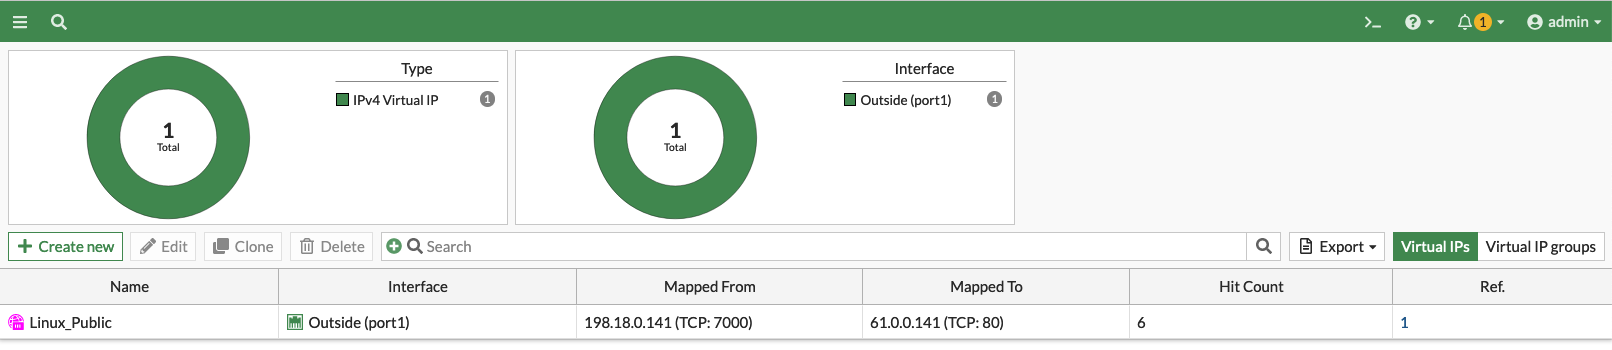 1 admin
Type
IPv4 Virtual IP 1
1
Total
Interface
Outside (port1) 1
1
Total
Create new Edit Clone Delete Search Export Virtual IPs Virtual IP groups
Name Interface Mapped From Mapped To Hit Count Ref.
Linux_Public Outside (port1) 198.18.0.141 (TCP: 7000) 61.0.0.141 (TCP: 80) 6 1